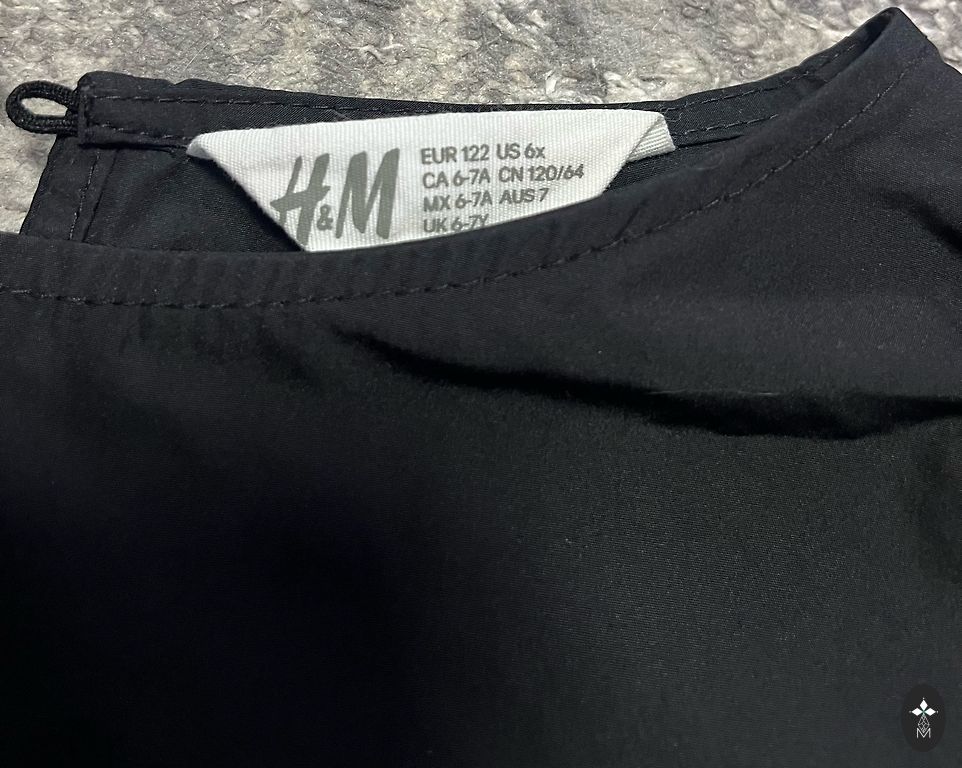 H&M
EUR 122 US 6x
CA 6-7A CN 120/64
MX 6-7A AUS 7
UK 6-7Y
M